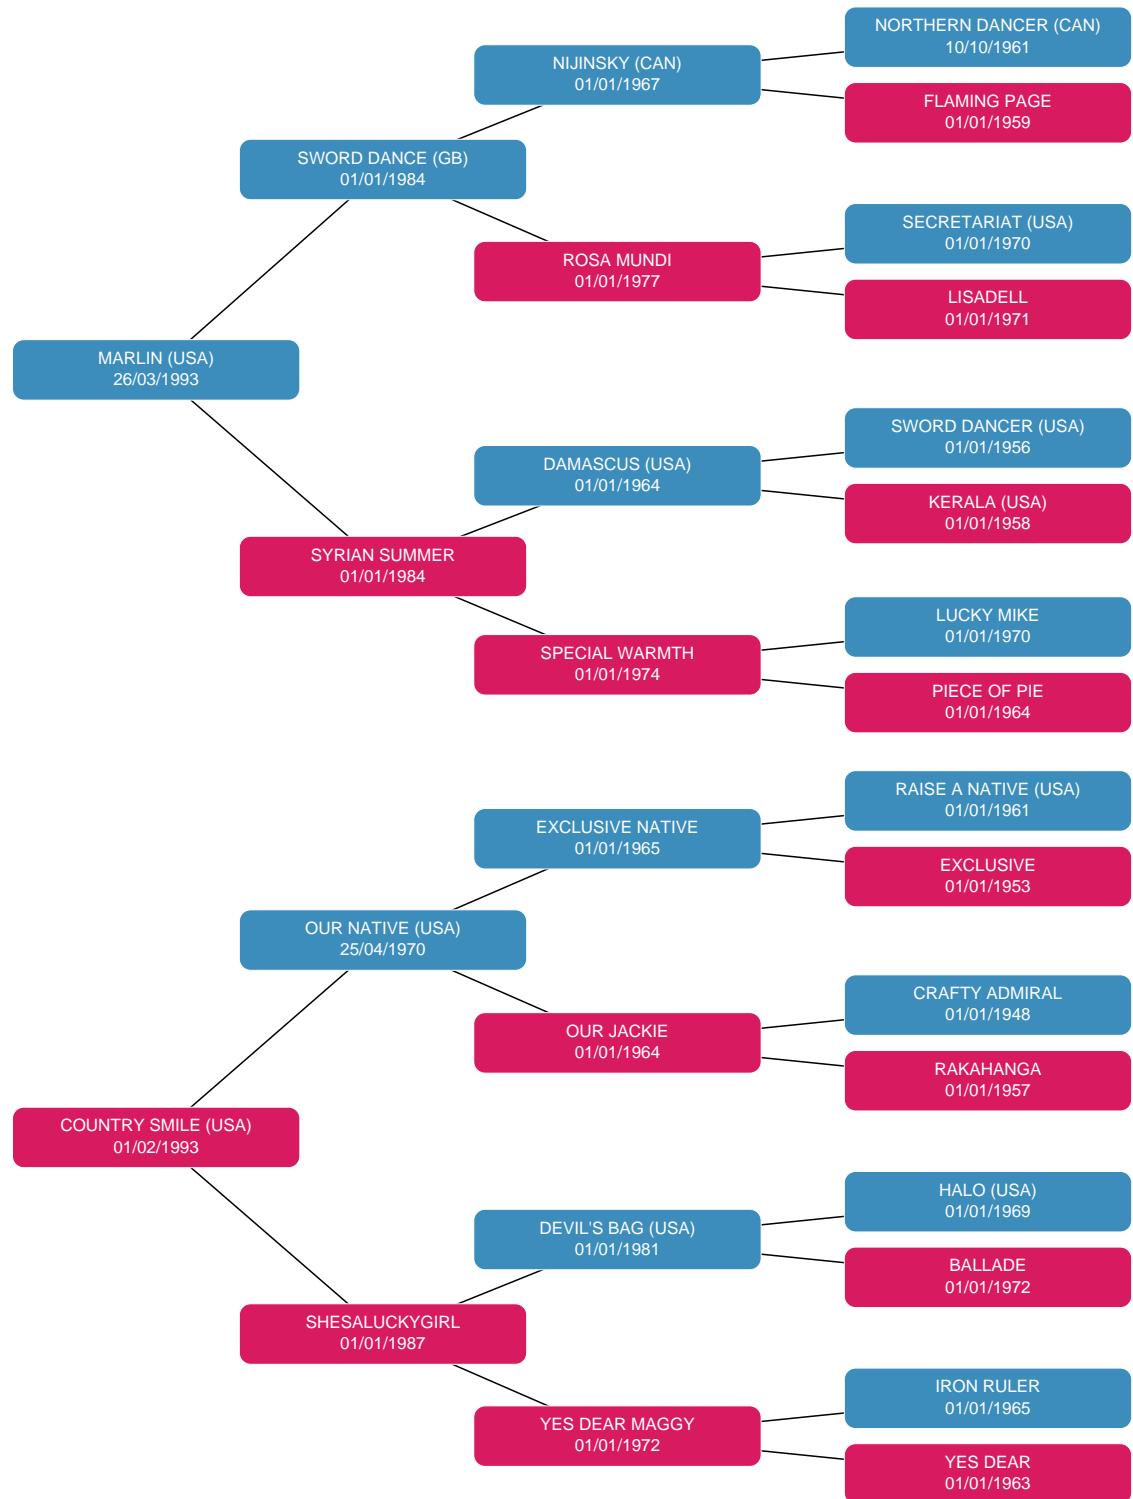 NORTHERN DANCER (CAN)
10/10/1961
NIJINSKY (CAN)
01/01/1967
FLAMING PAGE
01/01/1959
SWORD DANCE (GB)
01/01/1984
SECRETARIAT (USA)
01/01/1970
ROSA MUNDI
01/01/1977
LISADELL
01/01/1971
MARLIN (USA)
26/03/1993
SWORD DANCER (USA)
01/01/1956
DAMASCUS (USA)
01/01/1964
KERALA (USA)
01/01/1958
SYRIAN SUMMER
01/01/1984
LUCKY MIKE
01/01/1970
SPECIAL WARMTH
01/01/1974
PIECE OF PIE
01/01/1964
RAISE A NATIVE (USA)
01/01/1961
EXCLUSIVE NATIVE
01/01/1965
EXCLUSIVE
01/01/1953
OUR NATIVE (USA)
25/04/1970
CRAFTY ADMIRAL
01/01/1948
OUR JACKIE
01/01/1964
RAKAHANGA
01/01/1957
COUNTRY SMILE (USA)
01/02/1993
HALO (USA)
01/01/1969
DEVIL'S BAG (USA)
01/01/1981
BALLADE
01/01/1972
SHESALUCKYGIRL
01/01/1987
IRON RULER
01/01/1965
YES DEAR MAGGY
01/01/1972
YES DEAR
01/01/1963